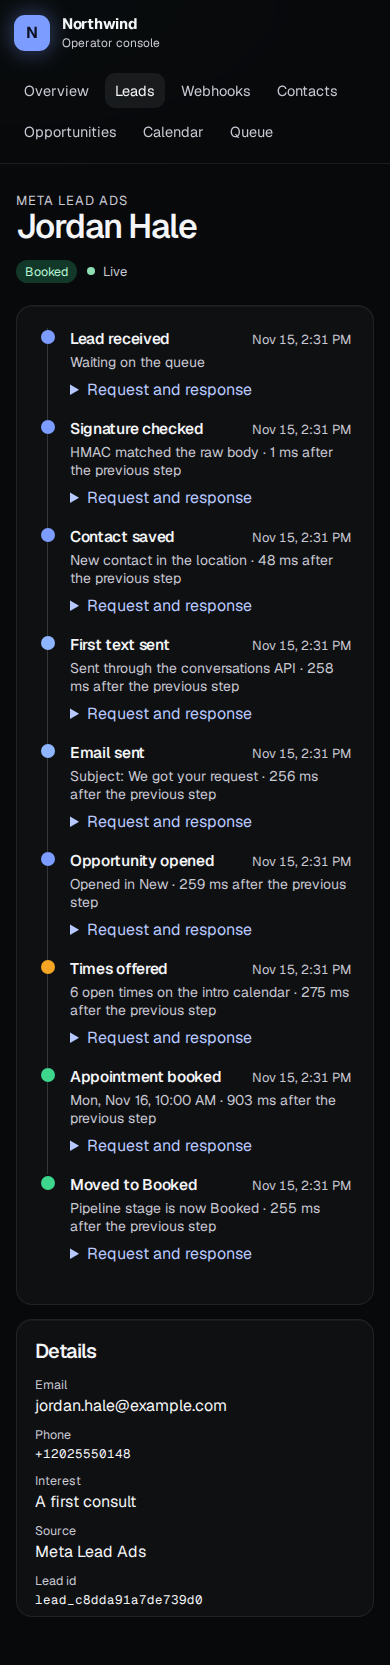 N
Northwind
Operator console
Overview
Leads
Webhooks
Contacts
Opportunities
Calendar
Queue
META LEAD ADS
Jordan Hale
Booked
Live
Lead received Nov 15, 2:31 PM
Waiting on the queue
Request and response
Signature checked Nov 15, 2:31 PM
HMAC matched the raw body · 1 ms after
the previous step
Request and response
Contact saved Nov 15, 2:31 PM
New contact in the location · 48 ms after
the previous step
Request and response
First text sent Nov 15, 2:31 PM
Sent through the conversations API · 258
ms after the previous step
Request and response
Email sent Nov 15, 2:31 PM
Subject: We got your request · 256 ms
after the previous step
Request and response
Opportunity opened Nov 15, 2:31 PM
Opened in New · 259 ms after the previous
step
Request and response
Times offered Nov 15, 2:31 PM
6 open times on the intro calendar · 275 ms
after the previous step
Request and response
Appointment booked Nov 15, 2:31 PM
Mon, Nov 16, 10:00 AM · 903 ms after the
previous step
Request and response
Moved to Booked Nov 15, 2:31 PM
Pipeline stage is now Booked · 255 ms
after the previous step
Request and response
Details
Email
jordan.hale@example.com
Phone
+12025550148
Interest
A first consult
Source
Meta Lead Ads
Lead id
lead_c8dda91a7de739d0